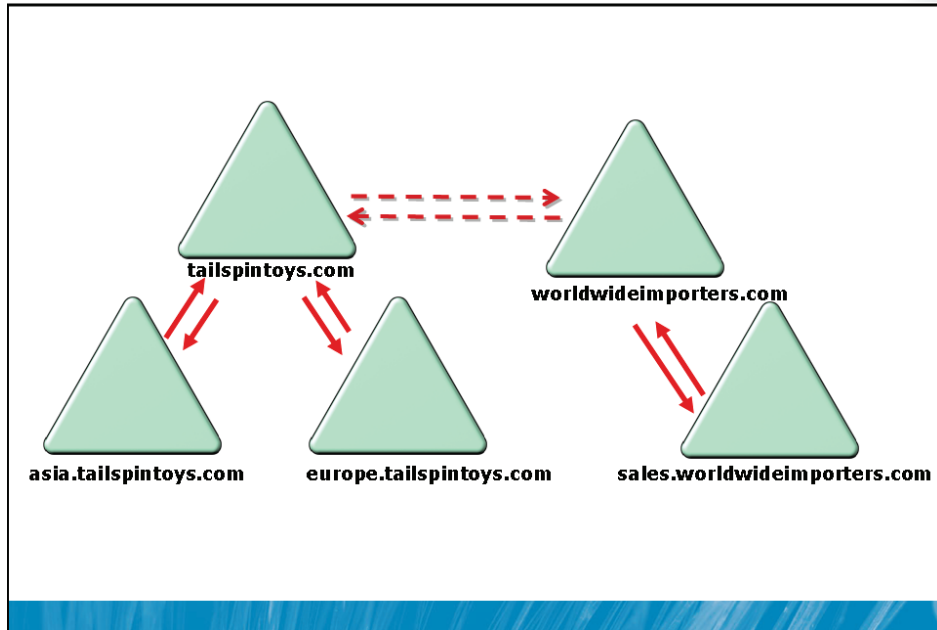 tailspintoys.com
worldwideimporters.com
asia.tailspintoys.com
europe.tailspintoys.com
sales.worldwideimporters.com